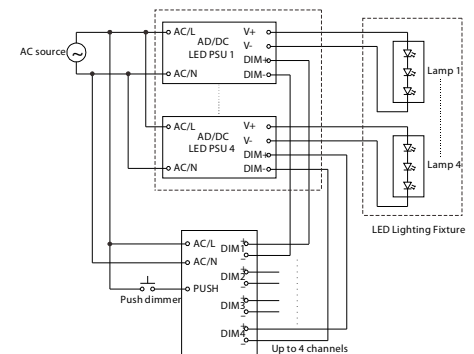 AC source
AC/L
AD/DC
LED PSU 1
AC/N
V+
V-
DIM+
DIM-
Lamp 1
AC/L
AD/DC
LED PSU 4
AC/N
V+
V-
DIM+
DIM-
Lamp 4
LED Lighting Fixture
AC/L
AC/N
PUSH
Push dimmer
+
DIM1
−
+
DIM2
−
+
DIM3
−
+
DIM4
−
Up to 4 channels